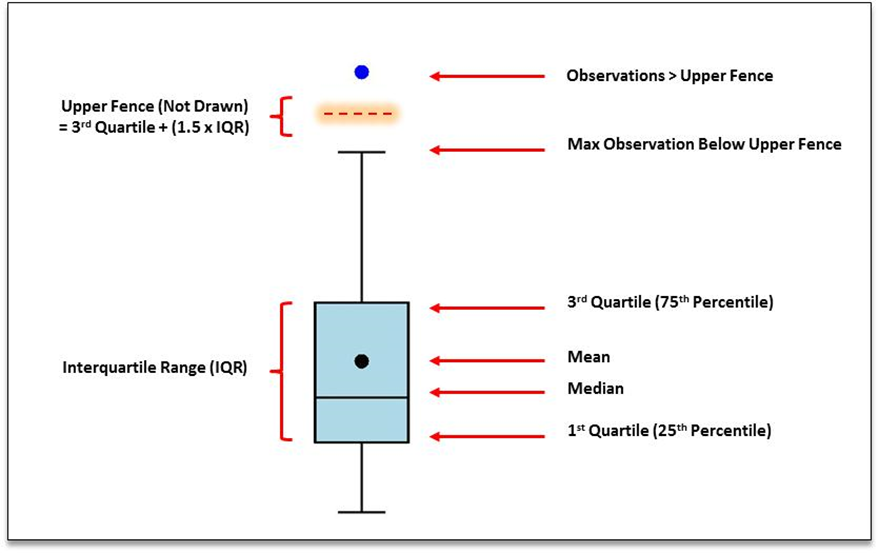 Observations > Upper Fence
Upper Fence (Not Drawn)
= 3rd Quartile + (1.5 x IQR)
Max Observation Below Upper Fence
3rd Quartile (75th Percentile)
Mean
Interquartile Range (IQR)
Median
1st Quartile (25th Percentile)